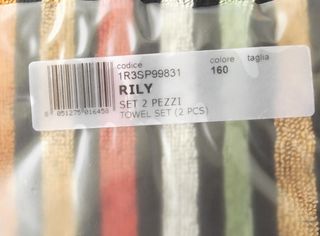 codice colore taglia
1R3SP99831 160
RILY
SET 2 PEZZI
TOWEL SET (2 PCS)
8 051275 016458